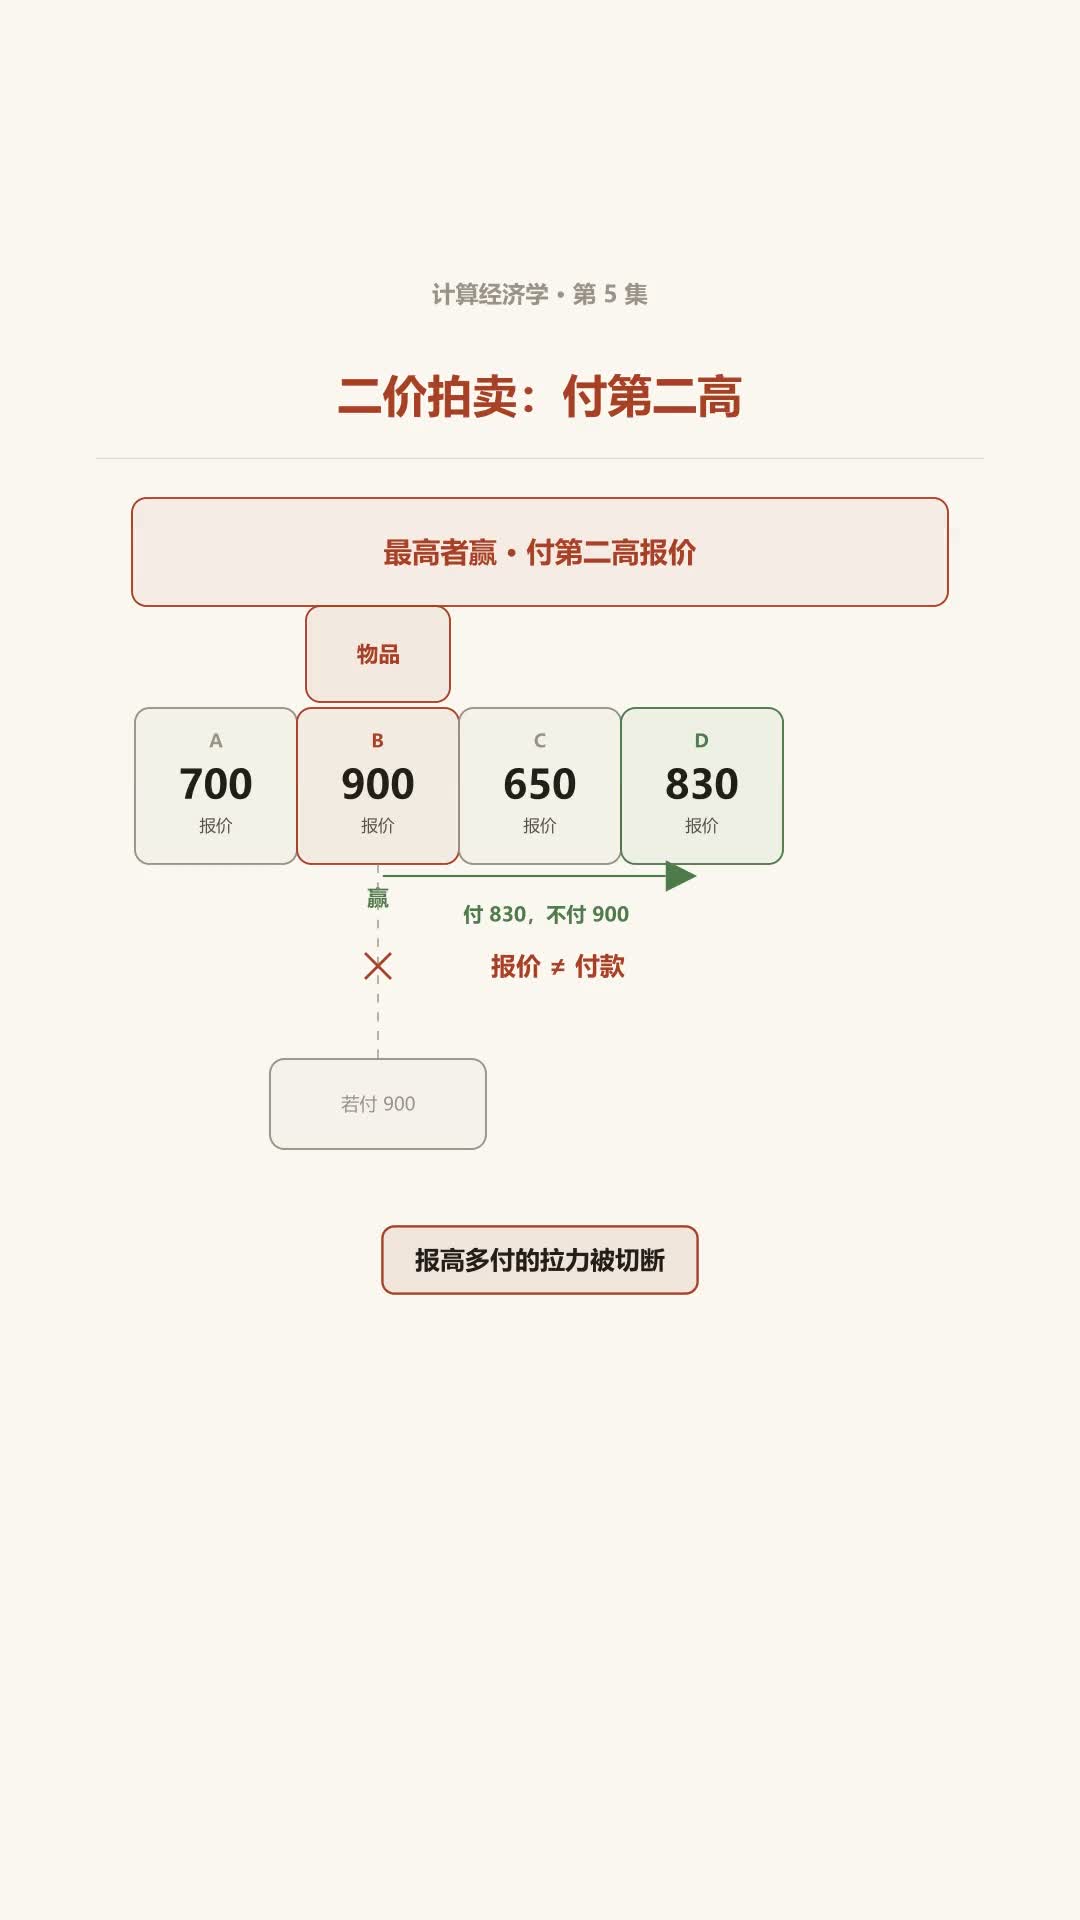 计算经济学·第 5 集
二价拍卖：付第二高
最高者赢·付第二高报价
物品
A
700
报价
B
900
报价
C
650
报价
D
830
报价
赢
付 830，不付 900
报价 ≠ 付款
若付 900
报高多付的拉力被切断